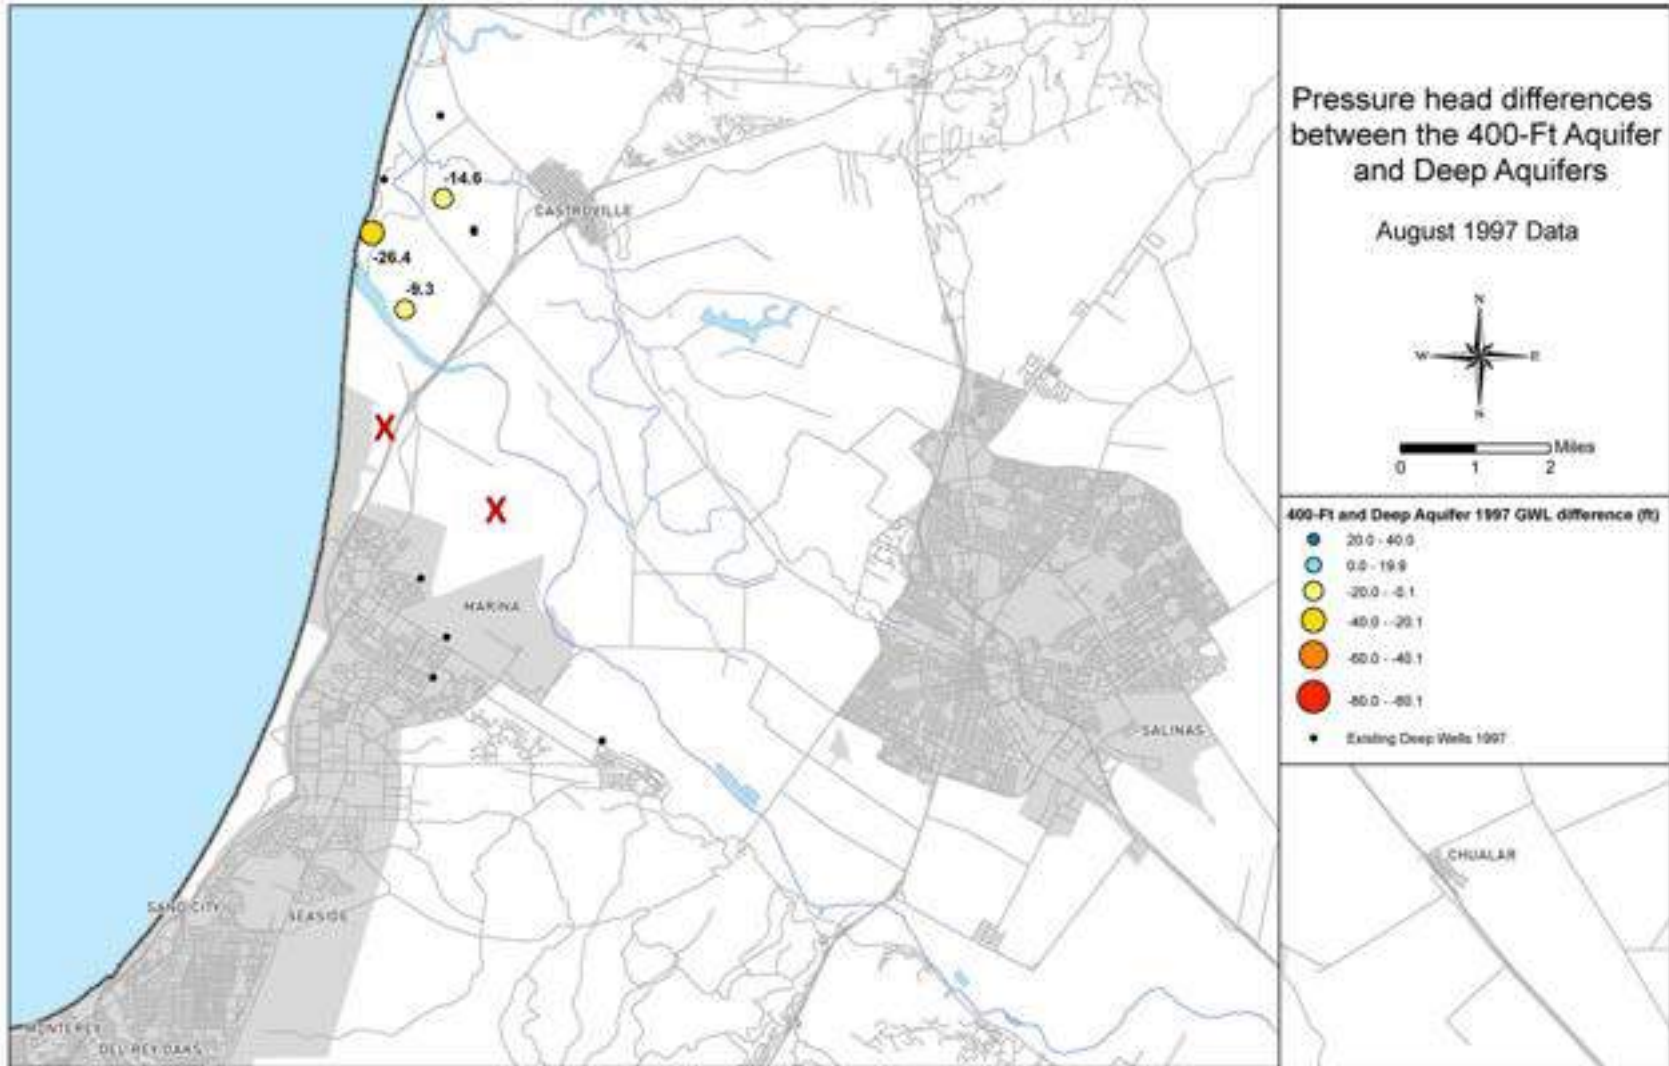 Pressure head differences
between the 400-Ft Aquifer
and Deep Aquifers
August 1997 Data
N
W
E
S
Miles
0
1
2
400-Ft and Deep Aquifer 1997 GWL difference (ft)
20.0 - 40.0
0.0 - 19.9
-20.0 - -0.1
-40.0 - -20.1
-60.0 - -40.1
-80.0 - -60.1
Existing Deep Wells 1997
-14.6
CASTROVILLE
-26.4
-9.3
X
X
MARINA
SALINAS
CHUALAR
SAND CITY
SEASIDE
MONTEREY
DEL REY OAKS